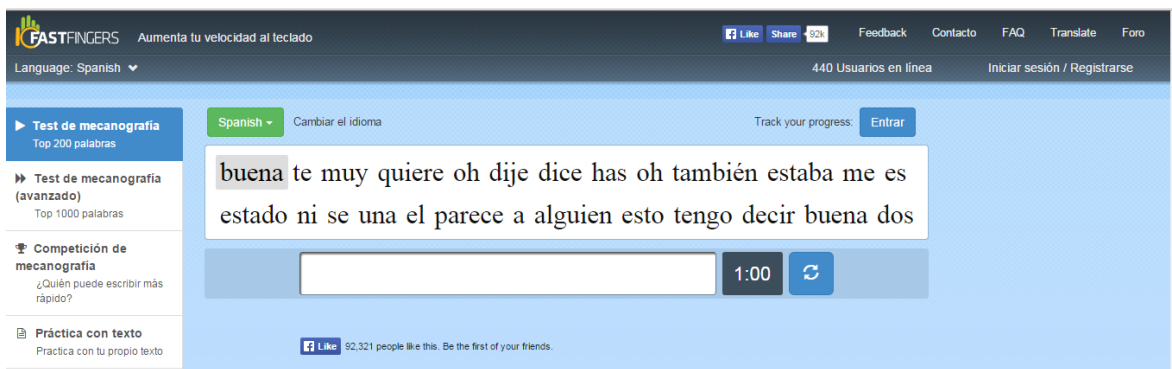 FASTFINGERS Aumenta tu velocidad al teclado
Like Share 92k Feedback Contacto FAQ Translate Foro
Language: Spanish
440 Usuarios en línea Iniciar sesión / Registrarse
Test de mecanografía
Top 200 palabras
Test de mecanografía
(avanzado)
Top 1000 palabras
Competición de
mecanografía
¿Quién puede escribir más
rápido?
Práctica con texto
Practica con tu propio texto
Spanish Cambiar el idioma Track your progress: Entrar
buena te muy quiere oh dije dice has oh también estaba me es
estado ni se una el parece a alguien esto tengo decir buena dos
1:00
Like 92,321 people like this. Be the first of your friends.